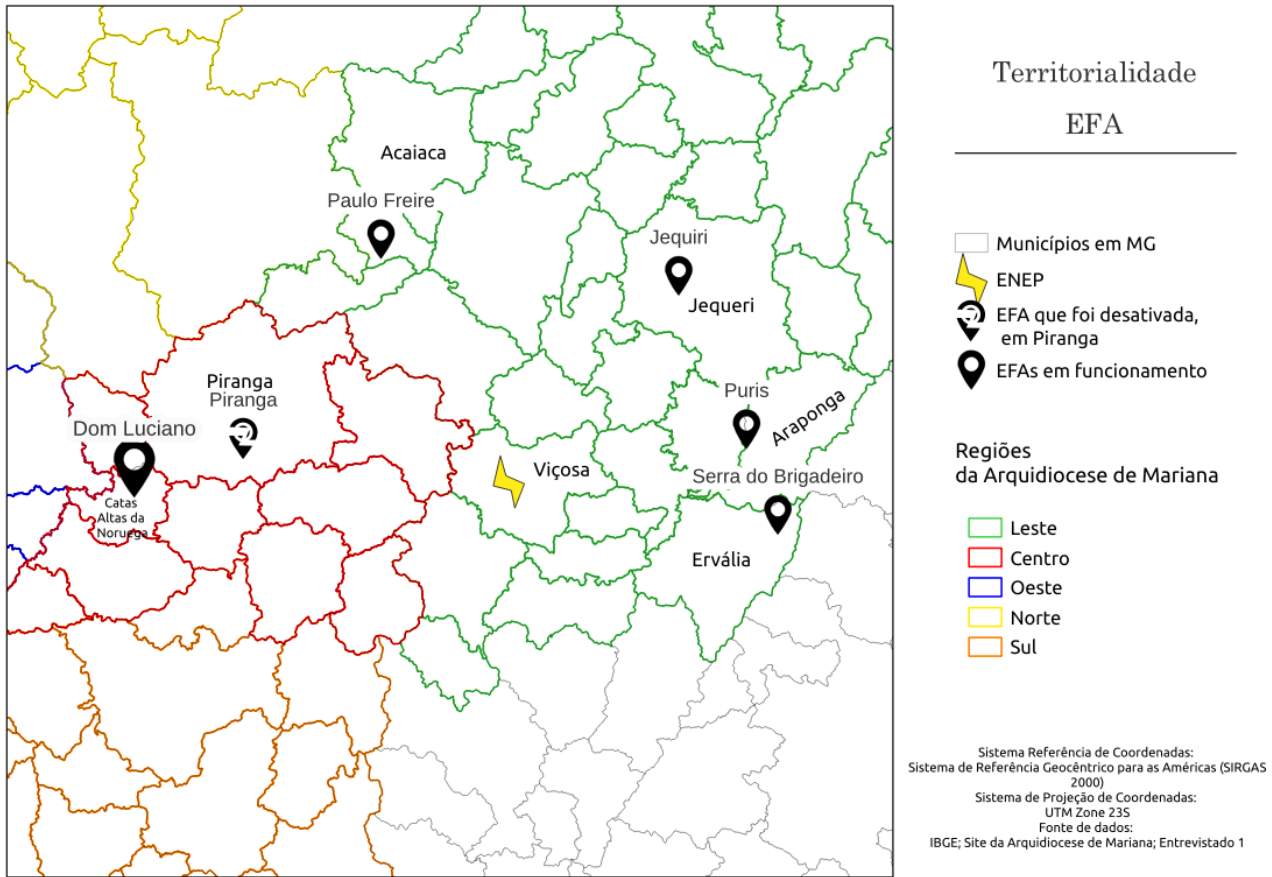 Acaiaca
Paulo Freire
Jequiri
Jequeri
Piranga
Piranga
Dom Luciano
Catas
Altas da
Noruega
Puris
Araponga
Viçosa
Serra do Brigadeiro
Ervália
Territorialidade
EFA
Municípios em MG
ENEP
EFA que foi desativada,
em Piranga
EFAs em funcionamento
Regiões
da Arquidiocese de Mariana
Leste
Centro
Oeste
Norte
Sul
Sistema Referência de Coordenadas:
Sistema de Referência Geocêntrico para as Américas (SIRGAS
2000)
Sistema de Projeção de Coordenadas:
UTM Zone 23S
Fonte de dados:
IBGE; Site da Arquidiocese de Mariana; Entrevistado 1